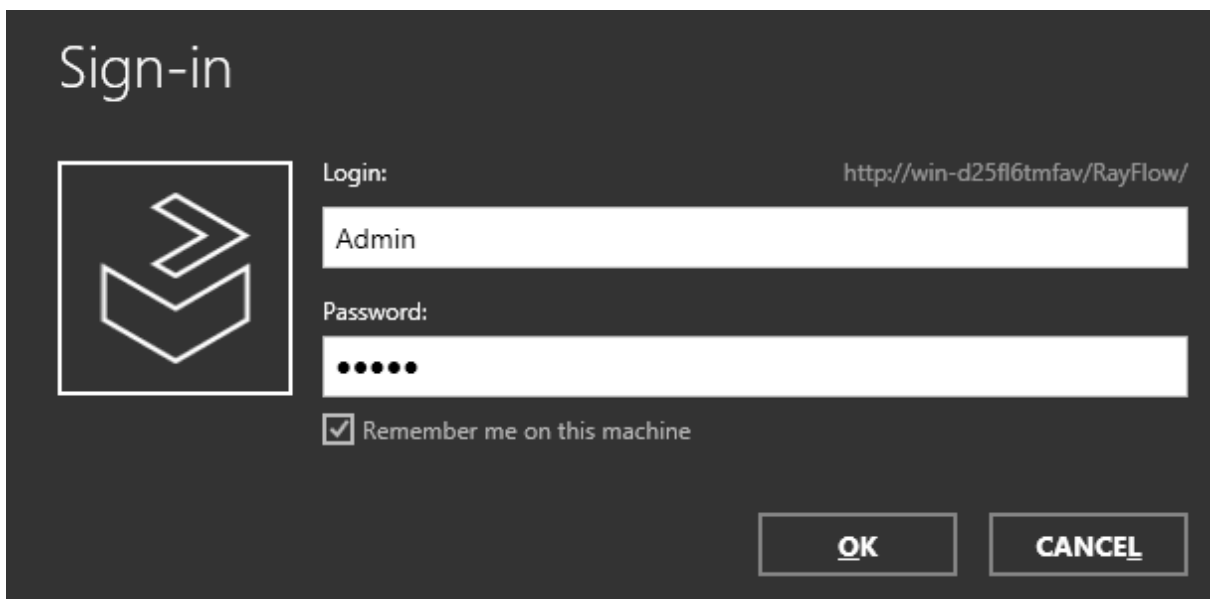 Sign-in
Login: http://win-d25fl6tmfav/RayFlow/
Admin
Password:
•••••
Remember me on this machine
OK CANCEL